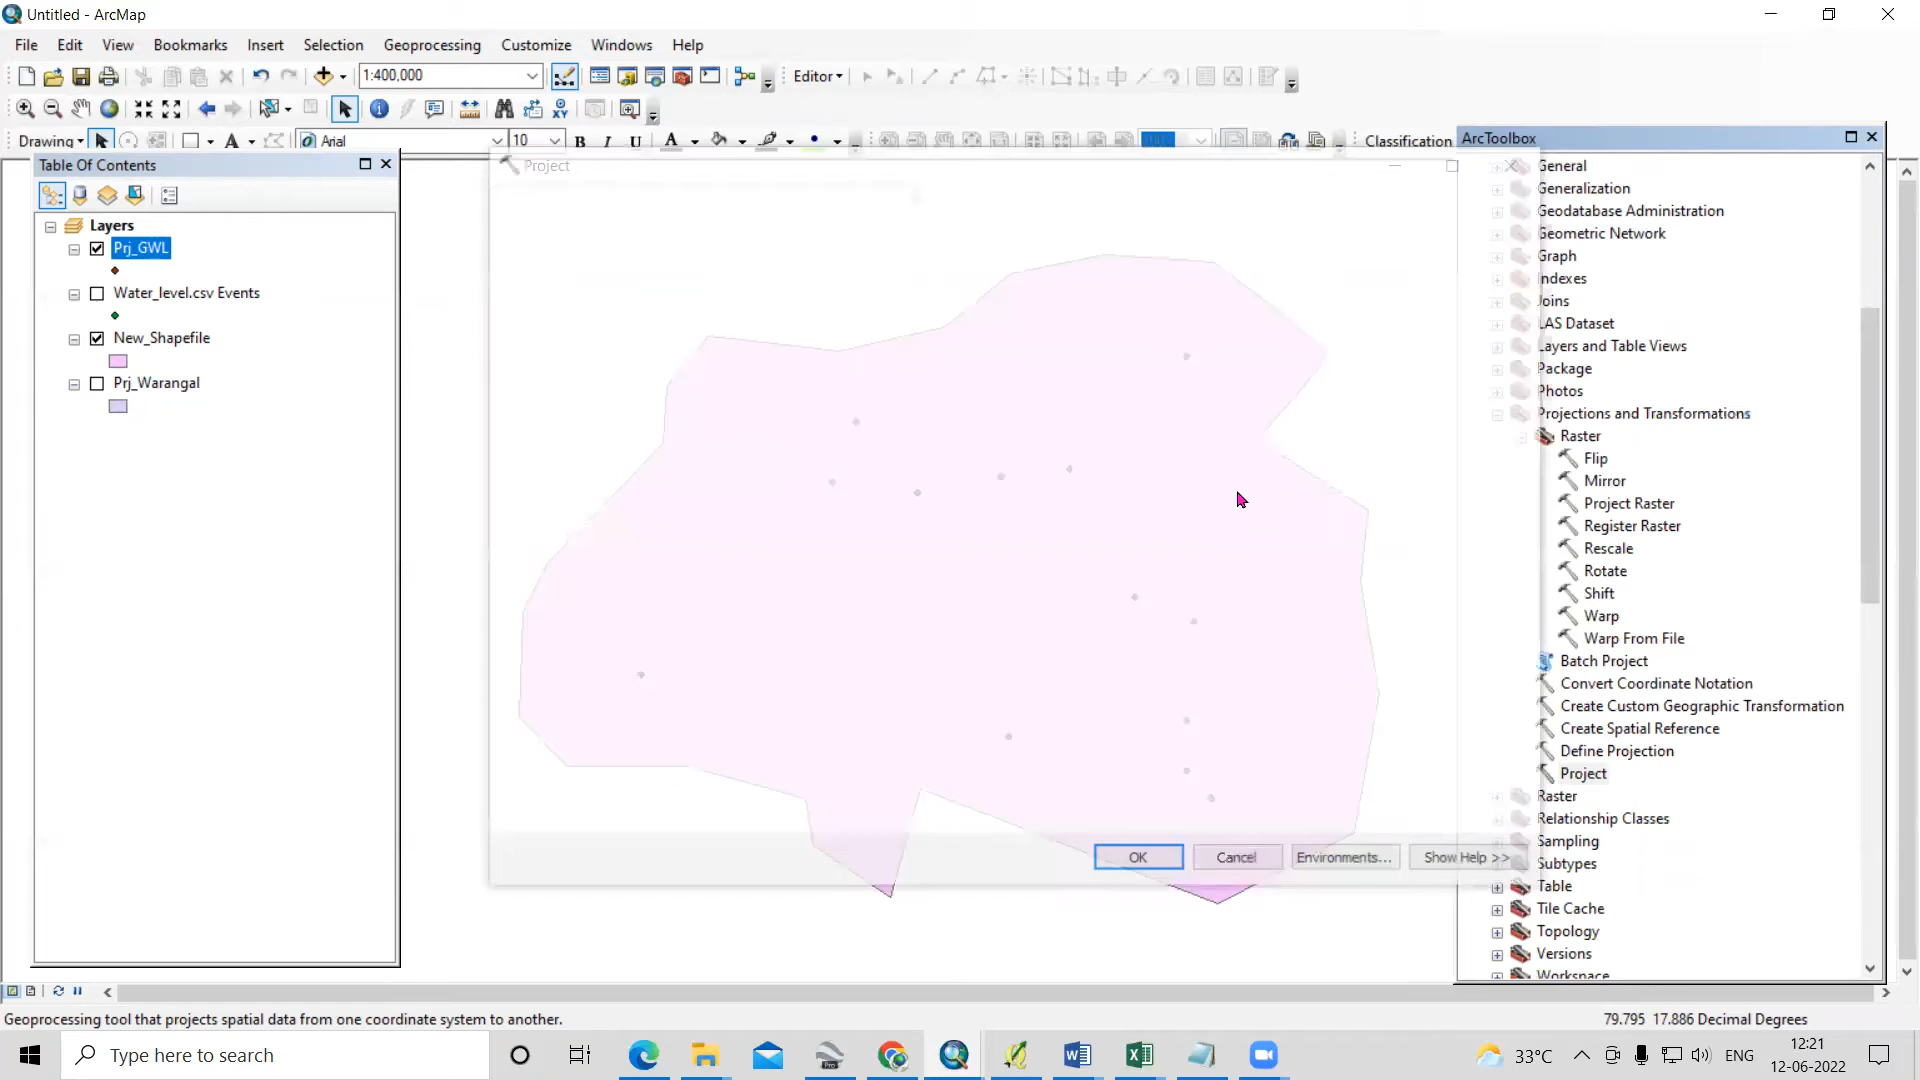 Untitled - ArcMap
File Edit View Bookmarks Insert Selection Geoprocessing Customize Windows Help
1:400,000 Editor
Drawing A Arial 10 B I U A Classification
ArcToolbox
Table Of Contents
Project
Layers
Prj_GWL
Water_level.csv Events
New_Shapefile
Prj_Warangal
General
Generalization
Geodatabase Administration
Geometric Network
Graph
Indexes
Joins
LAS Dataset
Layers and Table Views
Package
Photos
Projections and Transformations
Raster
Flip
Mirror
Project Raster
Register Raster
Rescale
Rotate
Shift
Warp
Warp From File
Batch Project
Convert Coordinate Notation
Create Custom Geographic Transformation
Create Spatial Reference
Define Projection
Project
Raster
Relationship Classes
Sampling
Subtypes
Table
Tile Cache
Topology
Versions
Workspace
OK Cancel Environments... Show Help >>
Geoprocessing tool that projects spatial data from one coordinate system to another.
79.795 17.886 Decimal Degrees
Type here to search
33°C ENG
12:21
12-06-2022